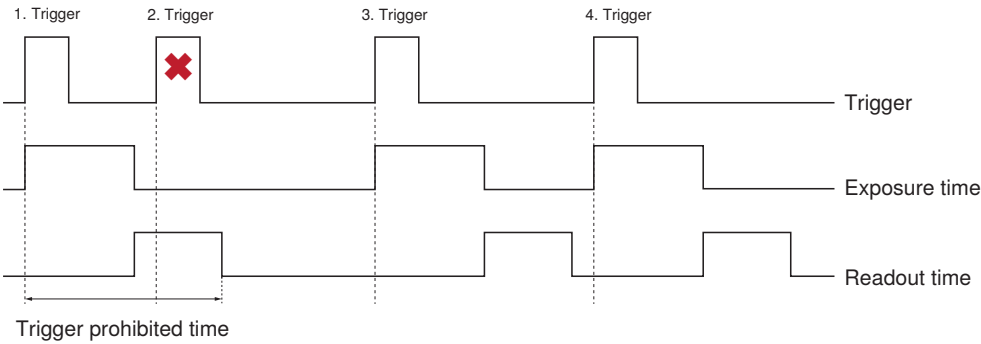 1. Trigger
2. Trigger
3. Trigger
4. Trigger
Trigger
Exposure time
Readout time
Trigger prohibited time